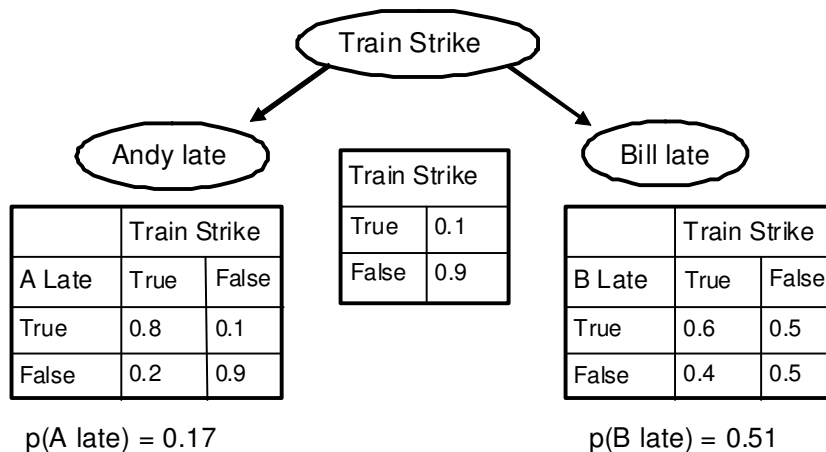 Train Strike
Andy late
Bill late
Train Strike
True 0.1
False 0.9
Train Strike
A Late True False
True 0.8 0.1
False 0.2 0.9
Train Strike
B Late True False
True 0.6 0.5
False 0.4 0.5
p(A late) = 0.17
p(B late) = 0.51